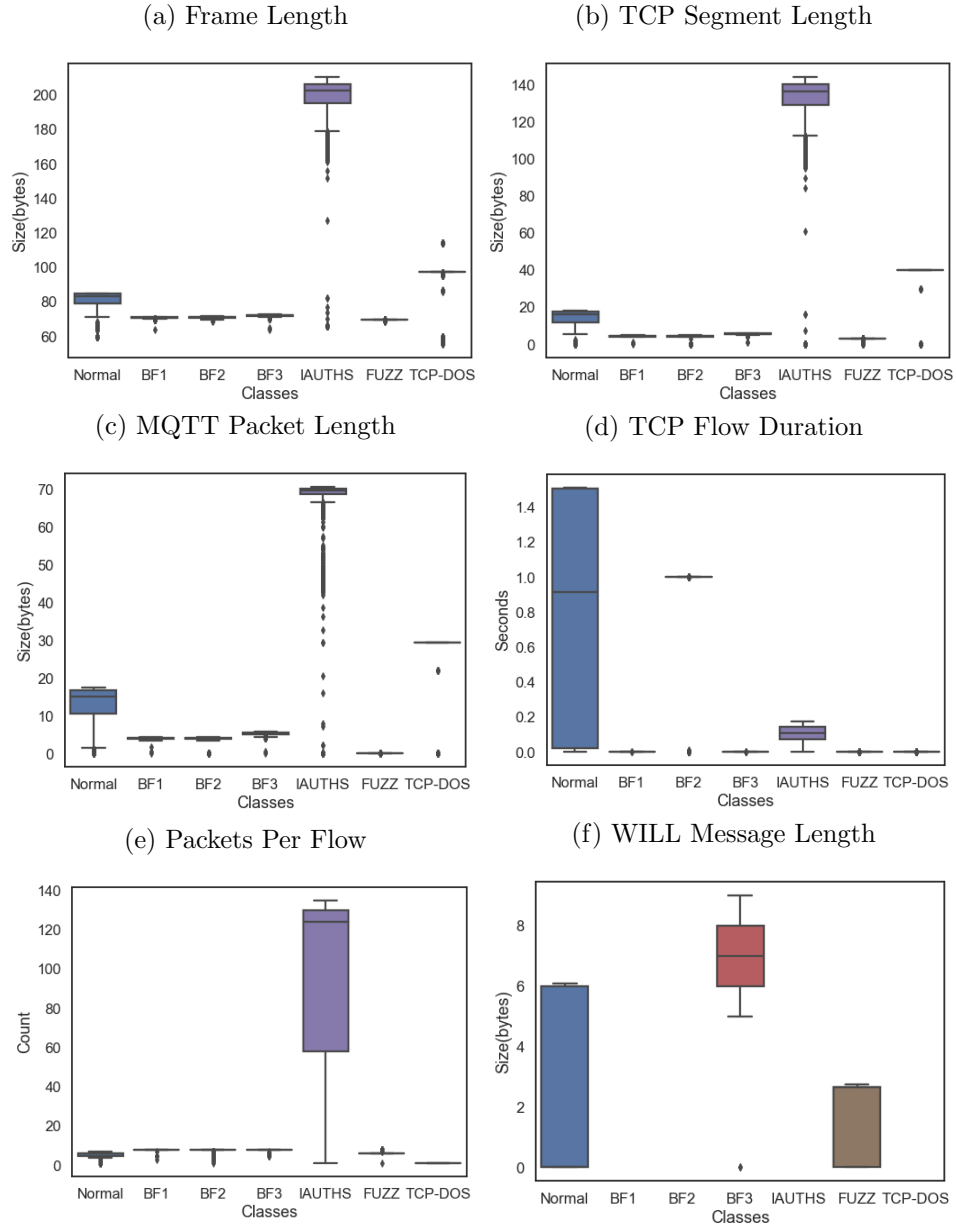 (a) Frame Length
(b) TCP Segment Length
200
180
160
140
120
100
80
60
Size(bytes)
Normal BF1 BF2 BF3 IAUTHS FUZZ TCP-DOS
Classes
140
120
100
80
60
40
20
0
Size(bytes)
Normal BF1 BF2 BF3 IAUTHS FUZZ TCP-DOS
Classes
(c) MQTT Packet Length
(d) TCP Flow Duration
70
60
50
40
30
20
10
0
Size(bytes)
Normal BF1 BF2 BF3 IAUTHS FUZZ TCP-DOS
Classes
1.4
1.2
1.0
0.8
0.6
0.4
0.2
0.0
Seconds
Normal BF1 BF2 BF3 IAUTHS FUZZ TCP-DOS
Classes
(e) Packets Per Flow
(f) WILL Message Length
140
120
100
80
60
40
20
0
Count
Normal BF1 BF2 BF3 IAUTHS FUZZ TCP-DOS
Classes
8
6
4
2
0
Size(bytes)
Normal BF1 BF2 BF3 IAUTHS FUZZ TCP-DOS
Classes